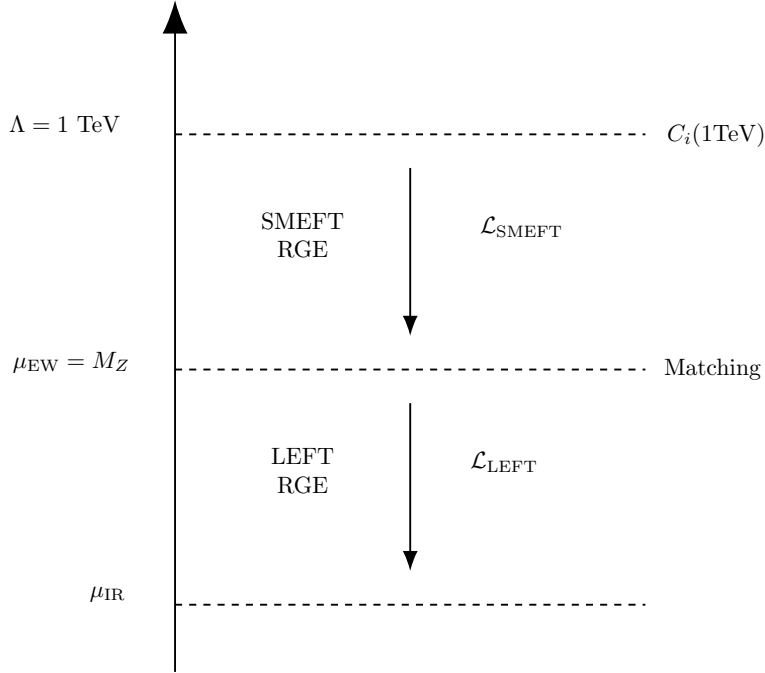 Λ = 1 TeV
C_i(1TeV)
SMEFT
RGE
ℒ_SMEFT
μ_EW = M_Z
Matching
LEFT
RGE
ℒ_LEFT
μ_IR